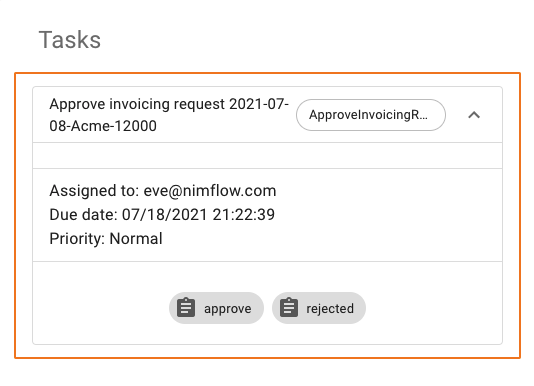 Tasks
Approve invoicing request 2021-07-
08-Acme-12000
ApproveInvoicingR...
Assigned to: eve@nimflow.com
Due date: 07/18/2021 21:22:39
Priority: Normal
approve
rejected